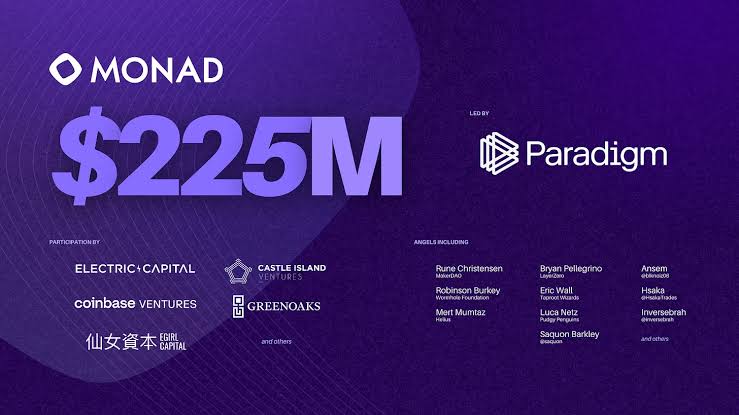 MONAD
$225M
LED BY
Paradigm
PARTICIPATION BY
ELECTRIC CAPITAL
CASTLE ISLAND
VENTURES
coinbase VENTURES
GREENOAKS
仙女資本 EGIRL
CAPITAL
and others
ANGELS INCLUDING
Rune Christensen
MakerDAO
Robinson Burkey
Wormhole Foundation
Mert Mumtaz
Helius
Bryan Pellegrino
LayerZero
Eric Wall
Taproot Wizards
Luca Netz
Pudgy Penguins
Saquon Barkley
@saquon
Ansem
@blknoiz06
Hsaka
@HsakaTrades
Inversebrah
@inversebrah
and others